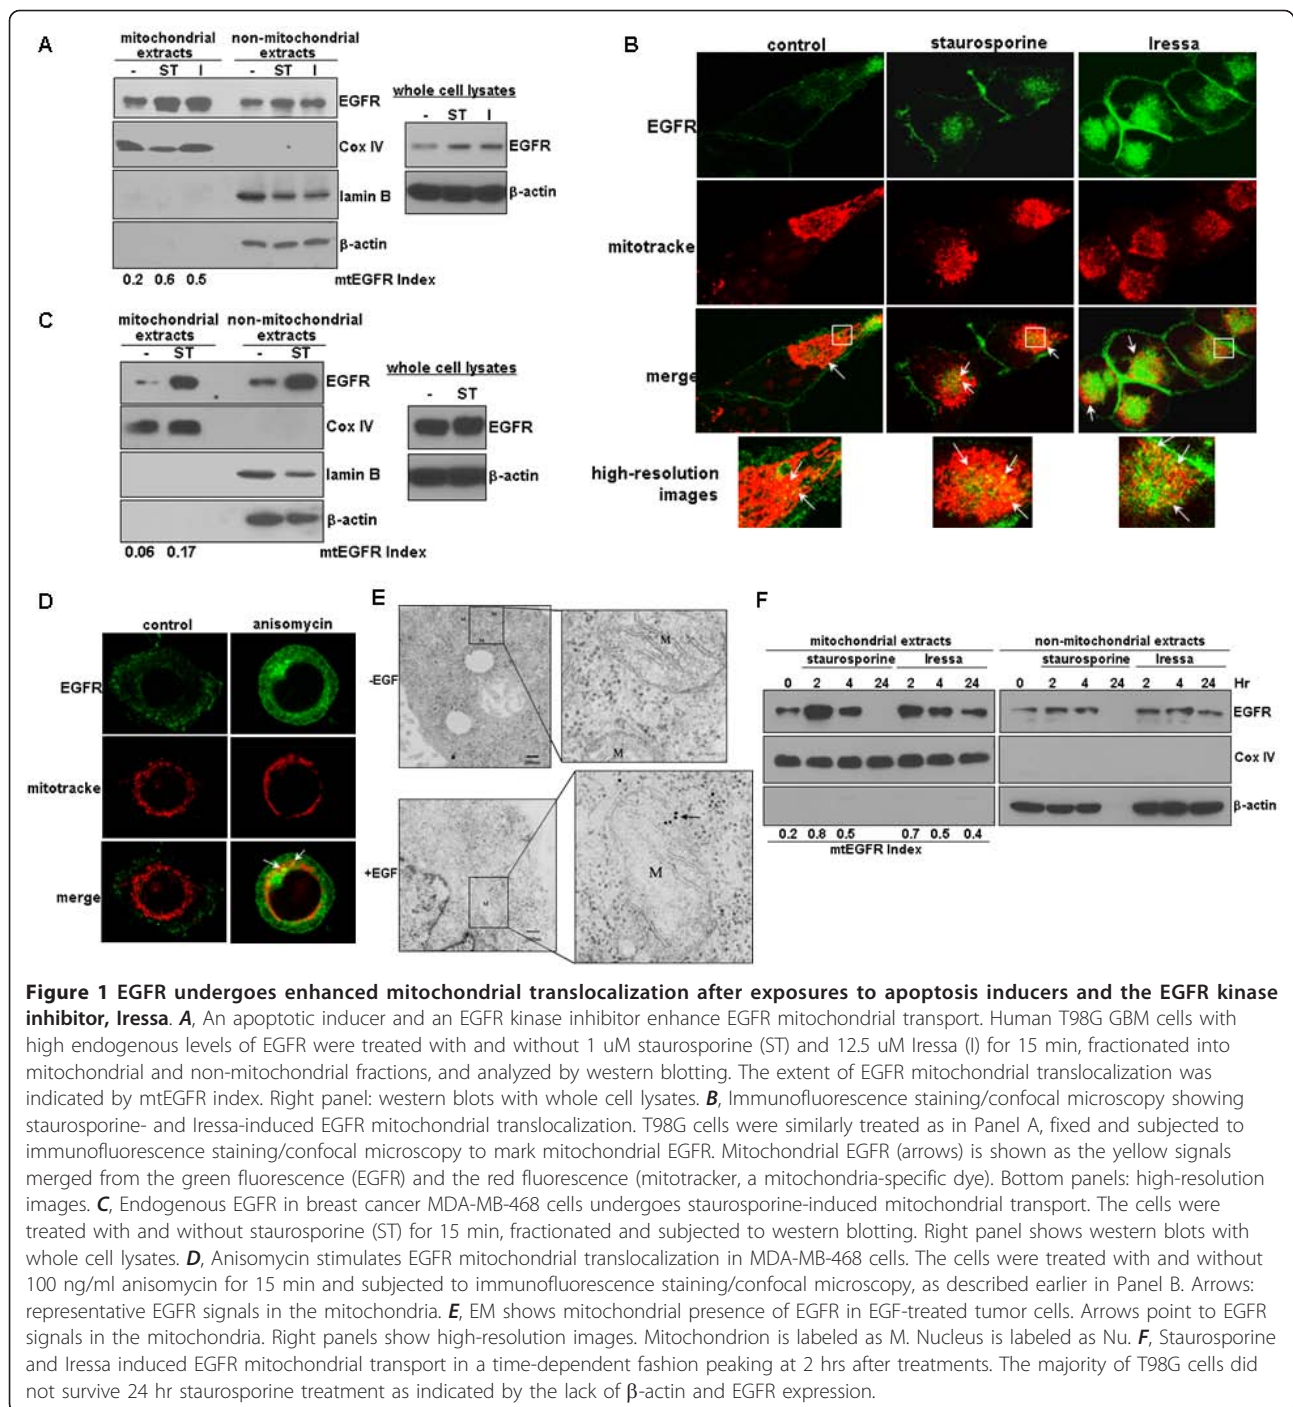 A
mitochondrial non-mitochondrial
extracts extracts
- ST I - ST I
EGFR
Cox IV
lamin B
β-actin
0.2 0.6 0.5 mtEGFR Index
whole cell lysates
- ST I
EGFR
β-actin
B
control staurosporine Iressa
EGFR
mitotracke
merge
high-resolution
images
C
mitochondrial non-mitochondrial
extracts extracts
- ST - ST
EGFR
Cox IV
lamin B
β-actin
0.06 0.17 mtEGFR Index
whole cell lysates
- ST
EGFR
β-actin
D
control anisomycin
EGFR
mitotracke
merge
E
-EGF
M
M
+EGF
M
M
F
mitochondrial extracts non-mitochondrial extracts
staurosporine Iressa staurosporine Iressa
0 2 4 24 2 4 24 0 2 4 24 2 4 24 Hr
EGFR
Cox IV
β-actin
0.2 0.8 0.5 0.7 0.5 0.4
mtEGFR Index
Figure 1 EGFR undergoes enhanced mitochondrial translocalization after exposures to apoptosis inducers and the EGFR kinase
inhibitor, Iressa. A, An apoptotic inducer and an EGFR kinase inhibitor enhance EGFR mitochondrial transport. Human T98G GBM cells with
high endogenous levels of EGFR were treated with and without 1 uM staurosporine (ST) and 12.5 uM Iressa (I) for 15 min, fractionated into
mitochondrial and non-mitochondrial fractions, and analyzed by western blotting. The extent of EGFR mitochondrial translocalization was
indicated by mtEGFR index. Right panel: western blots with whole cell lysates. B, Immunofluorescence staining/confocal microscopy showing
staurosporine- and Iressa-induced EGFR mitochondrial translocalization. T98G cells were similarly treated as in Panel A, fixed and subjected to
immunofluorescence staining/confocal microscopy to mark mitochondrial EGFR. Mitochondrial EGFR (arrows) is shown as the yellow signals
merged from the green fluorescence (EGFR) and the red fluorescence (mitotracker, a mitochondria-specific dye). Bottom panels: high-resolution
images. C, Endogenous EGFR in breast cancer MDA-MB-468 cells undergoes staurosporine-induced mitochondrial transport. The cells were
treated with and without staurosporine (ST) for 15 min, fractionated and subjected to western blotting. Right panel shows western blots with
whole cell lysates. D, Anisomycin stimulates EGFR mitochondrial translocalization in MDA-MB-468 cells. The cells were treated with and without
100 ng/ml anisomycin for 15 min and subjected to immunofluorescence staining/confocal microscopy, as described earlier in Panel B. Arrows:
representative EGFR signals in the mitochondria. E, EM shows mitochondrial presence of EGFR in EGF-treated tumor cells. Arrows point to EGFR
signals in the mitochondria. Right panels show high-resolution images. Mitochondrion is labeled as M. Nucleus is labeled as Nu. F, Staurosporine
and Iressa induced EGFR mitochondrial transport in a time-dependent fashion peaking at 2 hrs after treatments. The majority of T98G cells did
not survive 24 hr staurosporine treatment as indicated by the lack of β-actin and EGFR expression.